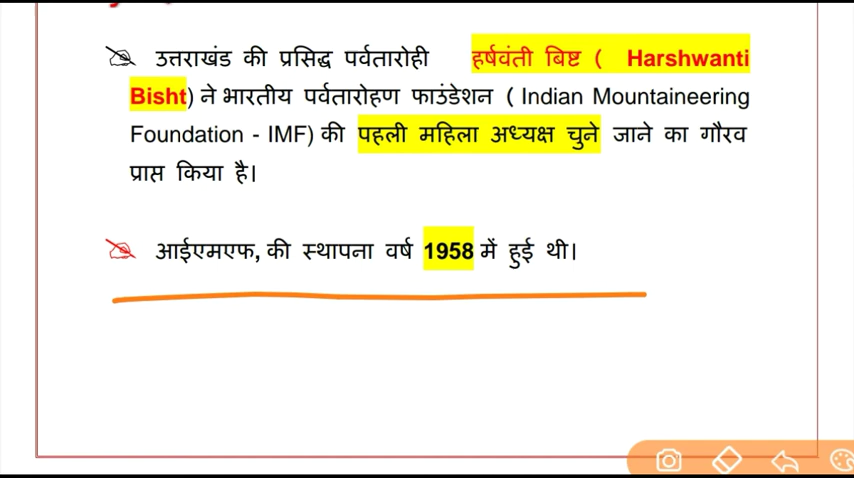 उत्तराखंड की प्रसिद्ध पर्वतारोही हर्षवंती बिष्ट ( Harshwanti
Bisht) ने भारतीय पर्वतारोहण फाउंडेशन ( Indian Mountaineering
Foundation - IMF) की पहली महिला अध्यक्ष चुने जाने का गौरव
प्राप्त किया है।
आईएमएफ, की स्थापना वर्ष 1958 में हुई थी।